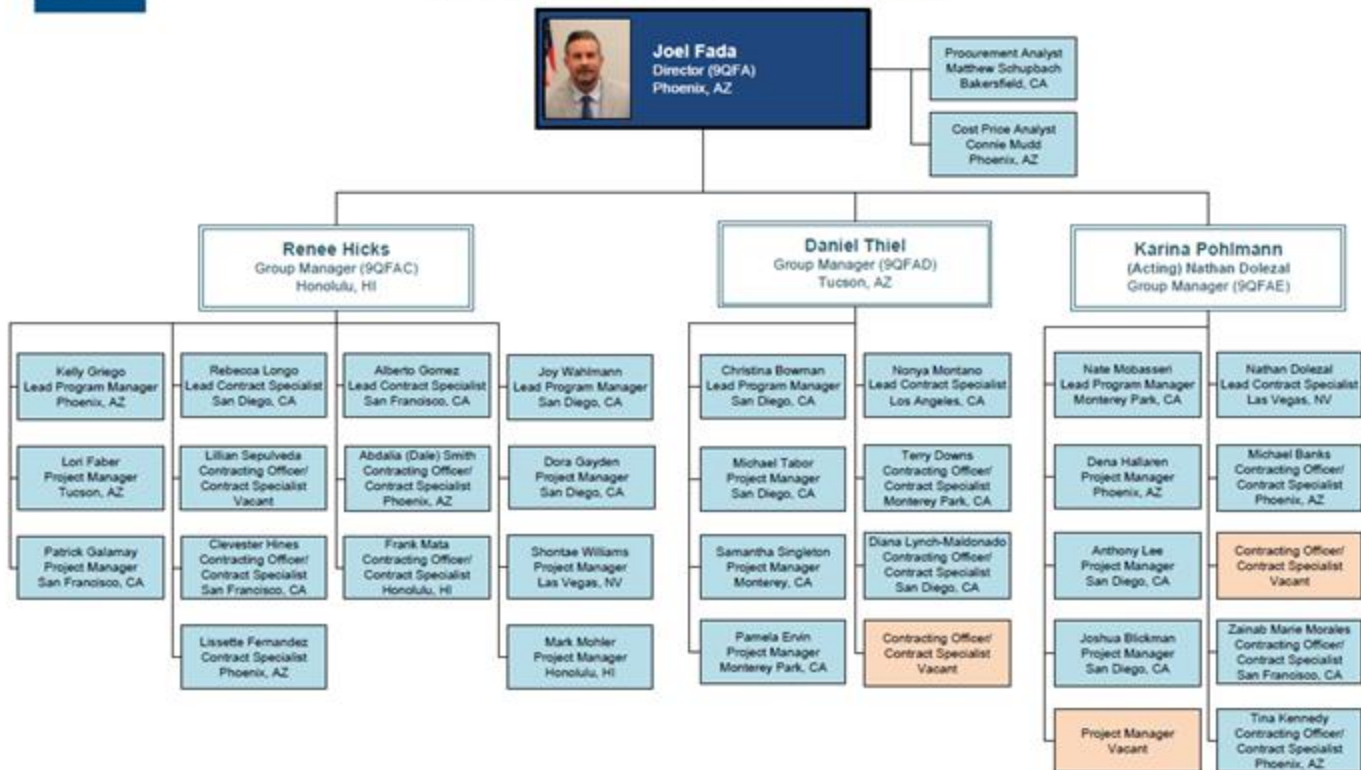 Joel Fada
Director (9QFA)
Phoenix, AZ
Procurement Analyst
Matthew Schupbach
Bakersfield, CA
Cost Price Analyst
Connie Mudd
Phoenix, AZ
Renee Hicks
Group Manager (9QFAC)
Honolulu, HI
Daniel Thiel
Group Manager (9QFAD)
Tucson, AZ
Karina Pohlmann
(Acting) Nathan Dolezal
Group Manager (9QFAE)
Kelly Griego
Lead Program Manager
Phoenix, AZ
Lori Faber
Project Manager
Tucson, AZ
Patrick Galamay
Project Manager
San Francisco, CA
Rebecca Longo
Lead Contract Specialist
San Diego, CA
Lillian Sepulveda
Contracting Officer/
Contract Specialist
Vacant
Clevester Hines
Contracting Officer/
Contract Specialist
San Francisco, CA
Lissette Fernandez
Contract Specialist
Phoenix, AZ
Alberto Gomez
Lead Contract Specialist
San Francisco, CA
Abdalia (Dale) Smith
Contracting Officer/
Contract Specialist
Phoenix, AZ
Frank Mata
Contracting Officer/
Contract Specialist
Honolulu, HI
Joy Wahlmann
Lead Program Manager
San Diego, CA
Dora Gayden
Project Manager
San Diego, CA
Shontae Williams
Project Manager
Las Vegas, NV
Mark Mohler
Project Manager
Honolulu, HI
Christina Bowman
Lead Program Manager
San Diego, CA
Michael Tabor
Project Manager
San Diego, CA
Samantha Singleton
Project Manager
Monterey, CA
Pamela Ervin
Project Manager
Monterey Park, CA
Nonya Montano
Lead Contract Specialist
Los Angeles, CA
Terry Downs
Contracting Officer/
Contract Specialist
Monterey Park, CA
Diana Lynch-Maldonado
Contracting Officer/
Contract Specialist
San Diego, CA
Contracting Officer/
Contract Specialist
Vacant
Nate Mobasseri
Lead Program Manager
Monterey Park, CA
Dena Hallaren
Project Manager
Phoenix, AZ
Anthony Lee
Project Manager
San Diego, CA
Joshua Blickman
Project Manager
San Diego, CA
Project Manager
Vacant
Nathan Dolezal
Lead Contract Specialist
Las Vegas, NV
Michael Banks
Contracting Officer/
Contract Specialist
Phoenix, AZ
Contracting Officer/
Contract Specialist
Vacant
Zainab Marie Morales
Contracting Officer/
Contract Specialist
San Francisco, CA
Tina Kennedy
Contracting Officer/
Contract Specialist
Phoenix, AZ